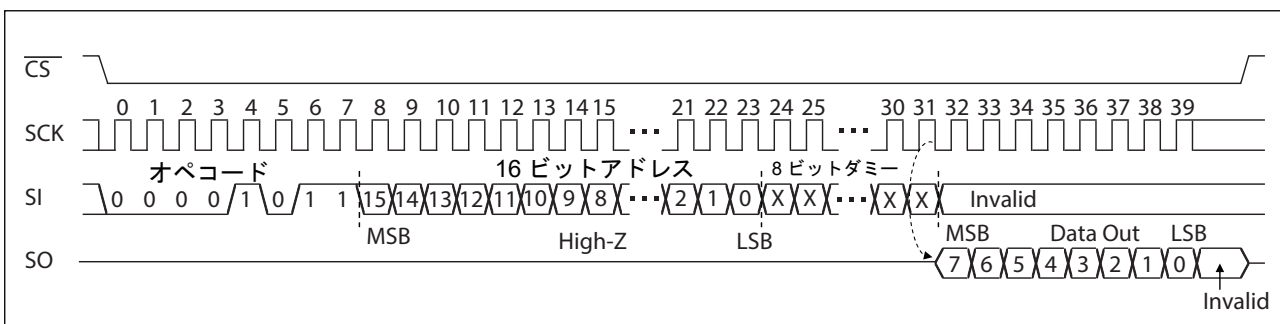 CS
0 1 2 3 4 5 6 7 8 9 10 11 12 13 14 15 21 22 23 24 25 30 31 32 33 34 35 36 37 38 39
SCK
オペコード 16 ビットアドレス 8 ビットダミー
SI 0 0 0 0 1 0 1 1 15 14 13 12 11 10 9 8 2 1 0 X X X X Invalid
MSB High-Z LSB MSB Data Out LSB
SO 7 6 5 4 3 2 1 0
Invalid